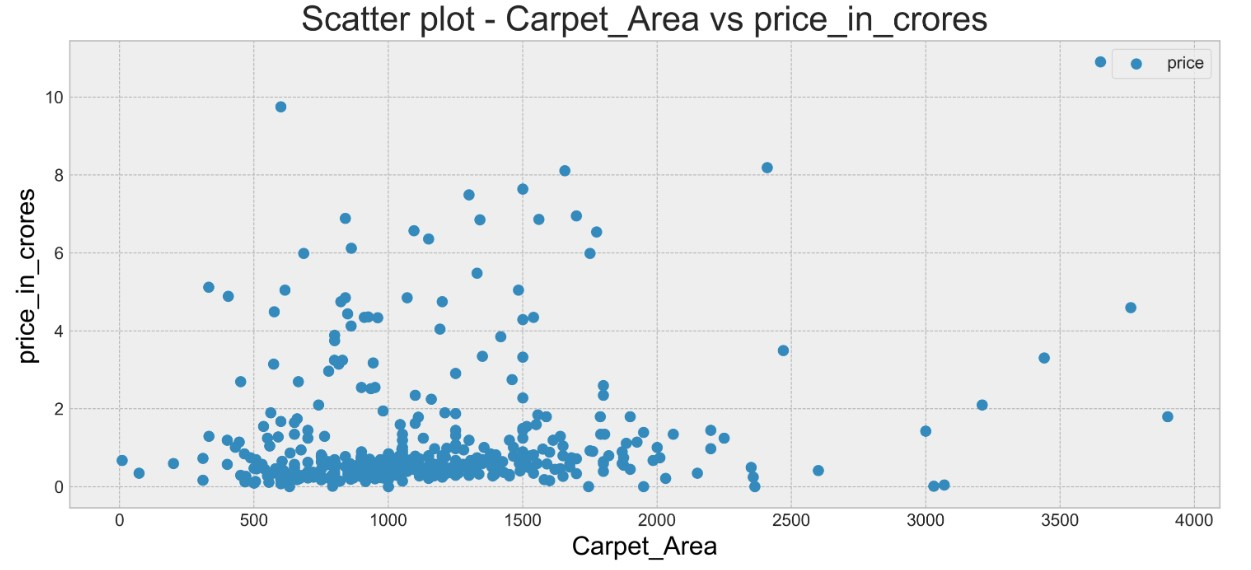 Scatter plot - Carpet_Area vs price_in_crores
price
10
8
6
4
2
0
price_in_crores
0 500 1000 1500 2000 2500 3000 3500 4000
Carpet_Area